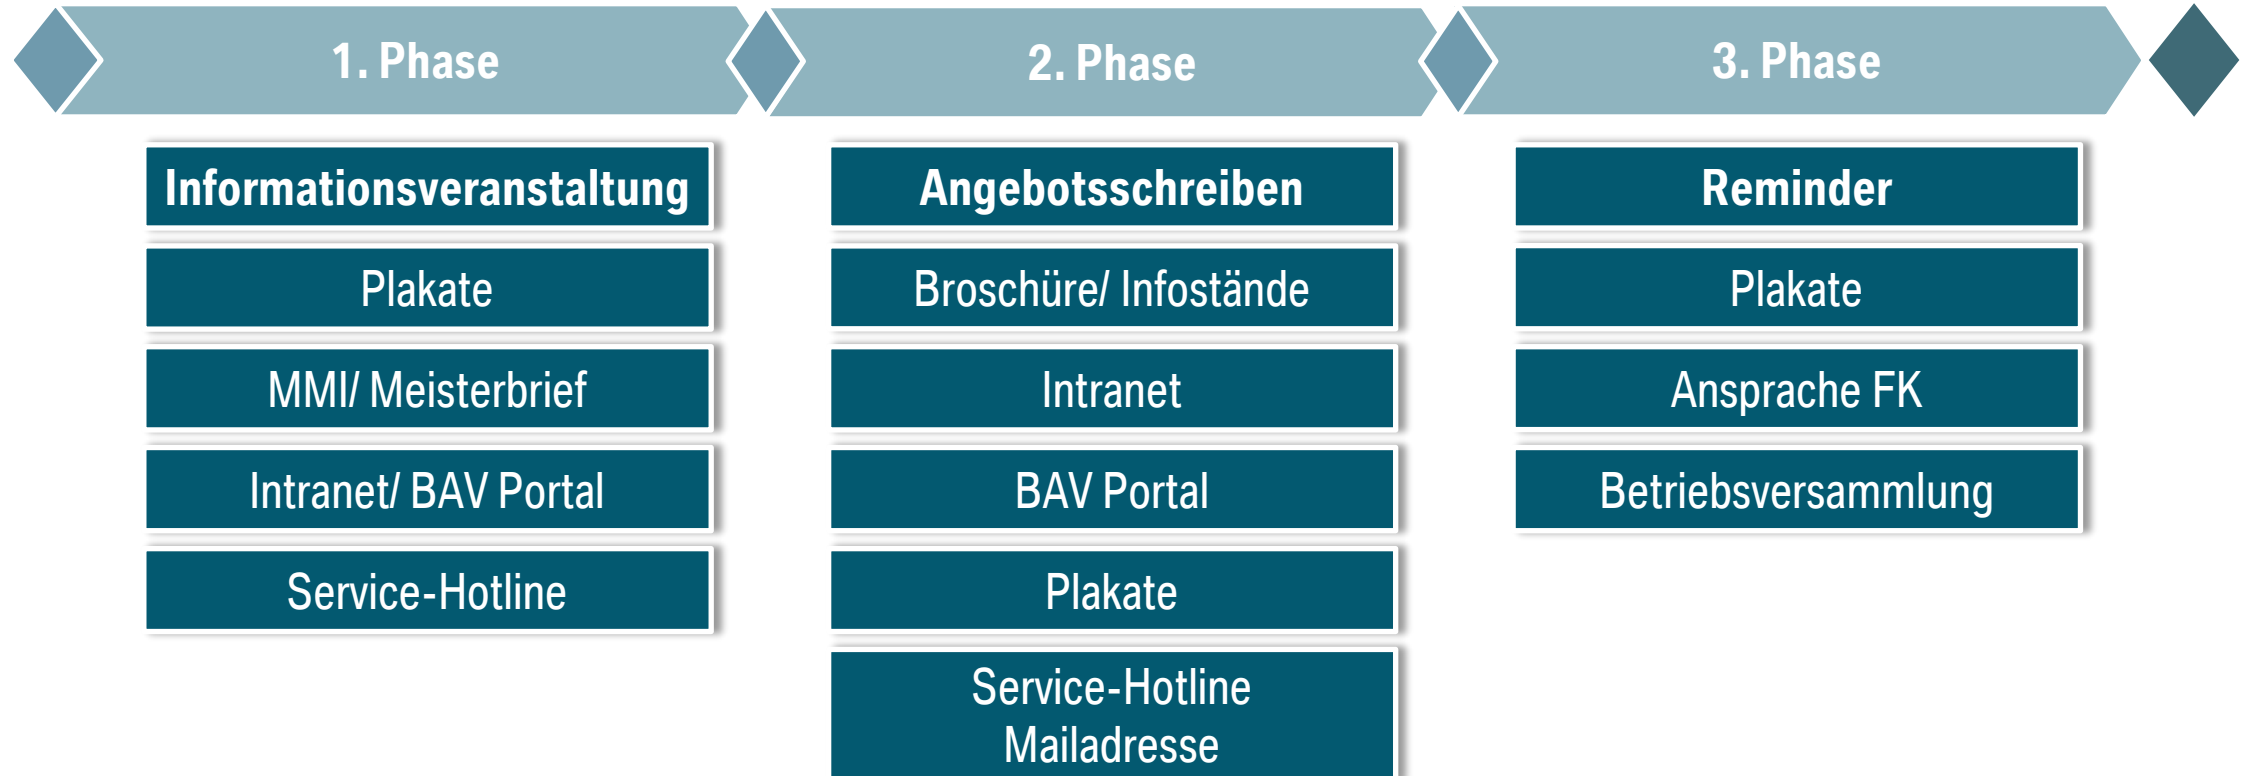 1. Phase
2. Phase
3. Phase
Informationsveranstaltung
Plakate
MMI/ Meisterbrief
Intranet/ BAV Portal
Service-Hotline
Angebotsschreiben
Broschüre/ Infostände
Intranet
BAV Portal
Plakate
Service-Hotline
Mailadresse
Reminder
Plakate
Ansprache FK
Betriebsversammlung